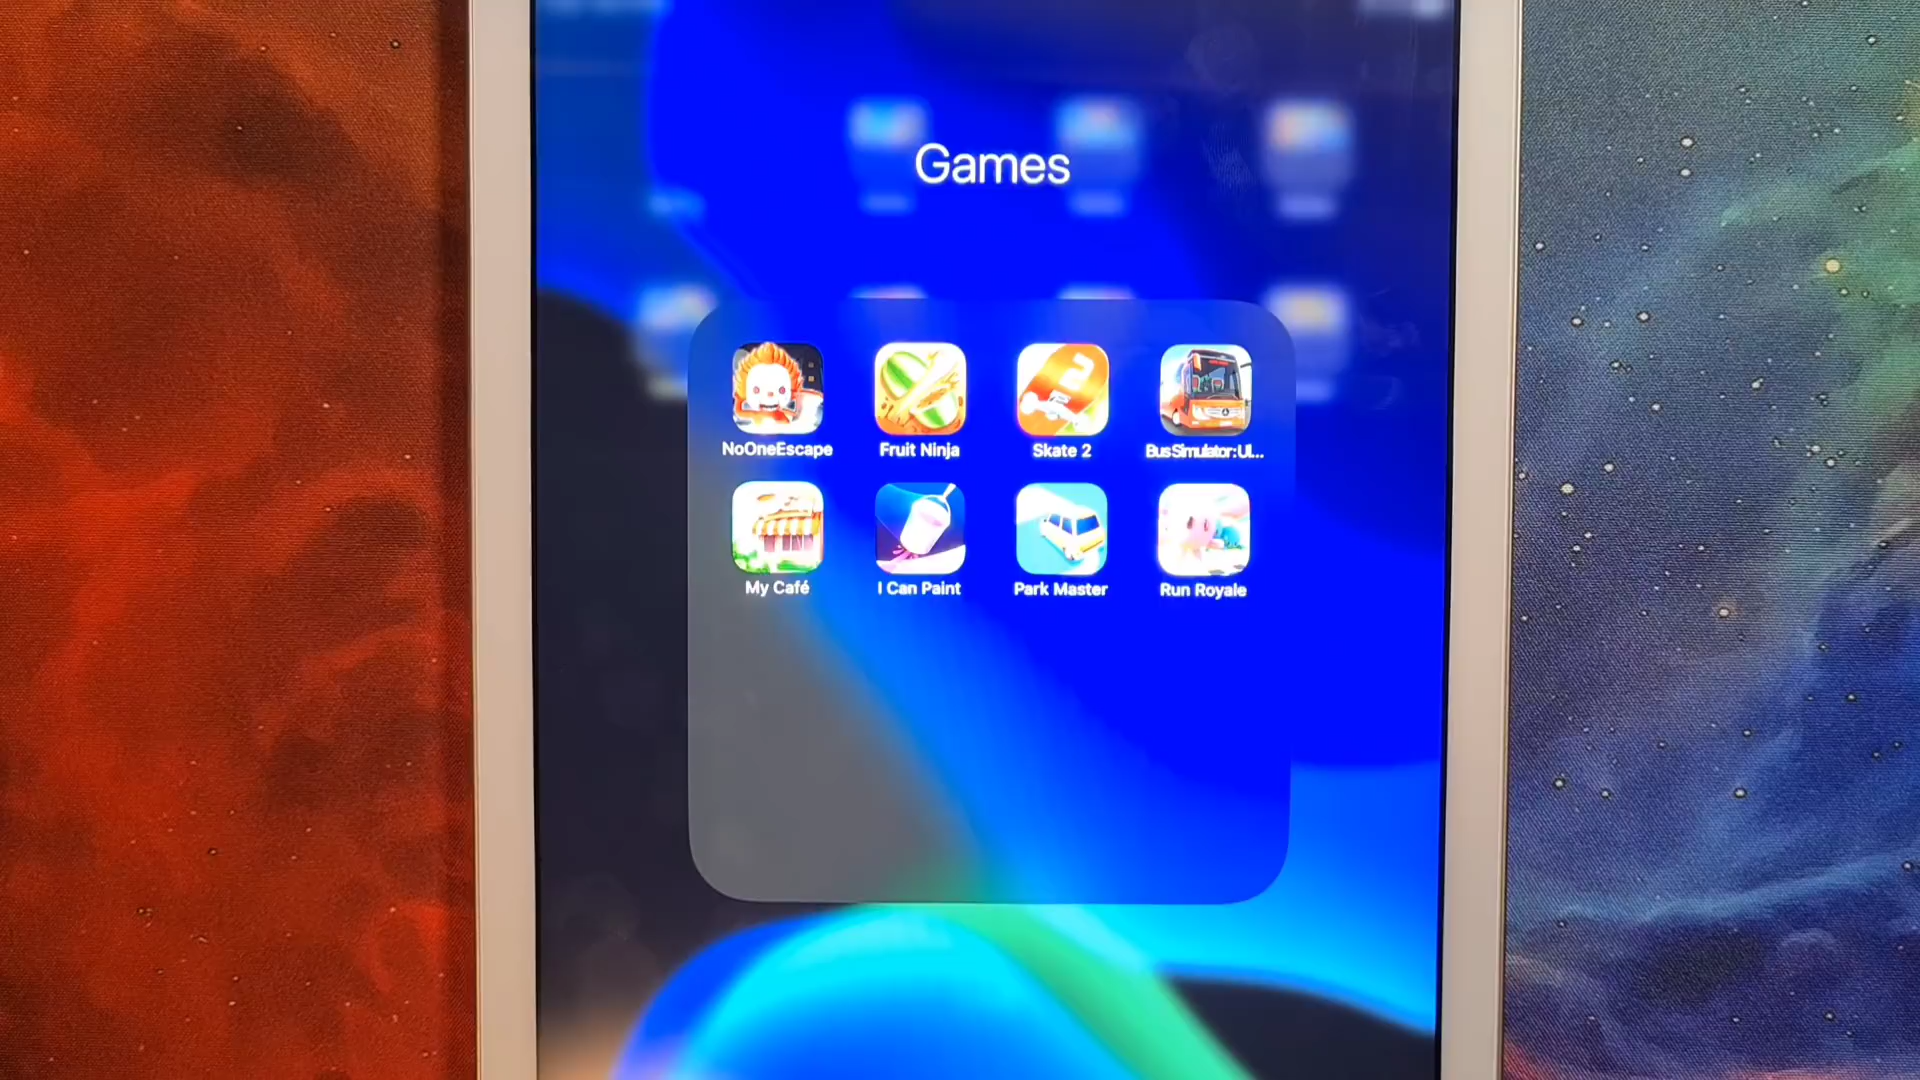 Games
NoOneEscape
Fruit Ninja
Skate 2
BusSimulator:Ul...
My Café
I Can Paint
Park Master
Run Royale